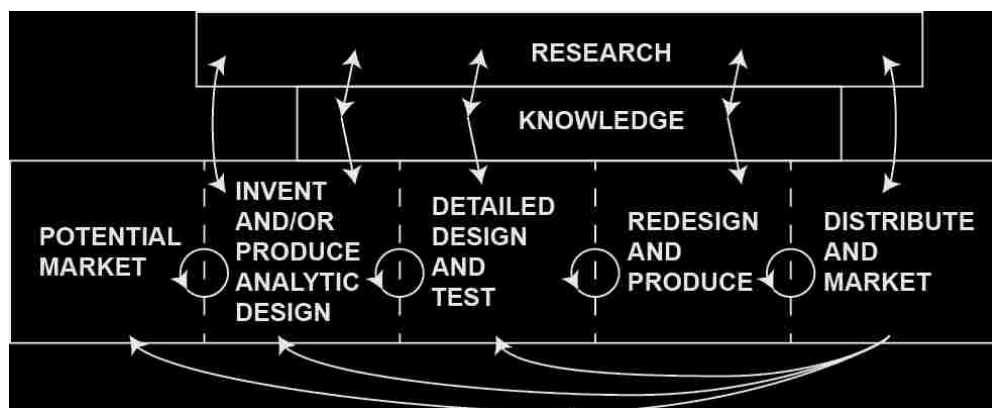 RESEARCH
KNOWLEDGE
POTENTIAL
MARKET
INVENT
AND/OR
PRODUCE
ANALYTIC
DESIGN
DETAILED
DESIGN
AND
TEST
REDESIGN
AND
PRODUCE
DISTRIBUTE
AND
MARKET